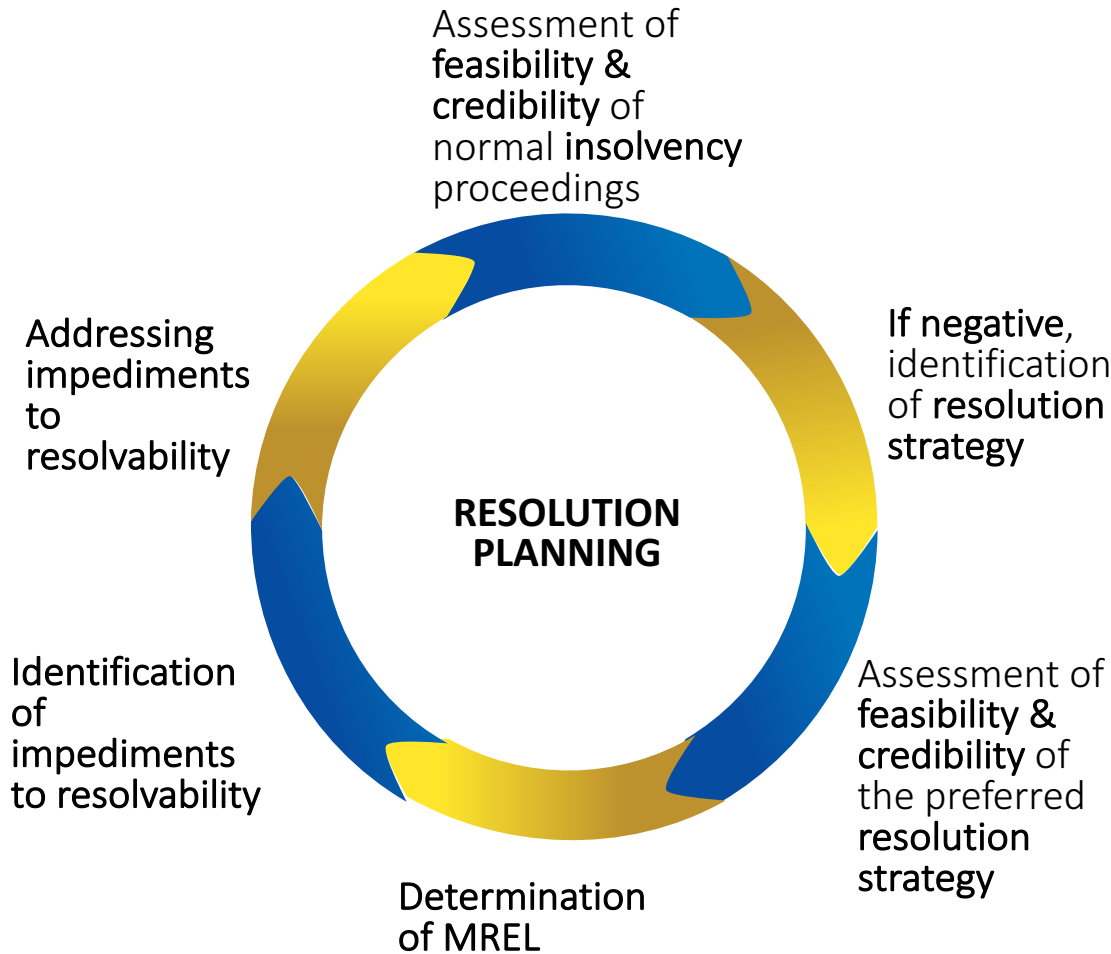 Assessment of
feasibility &
credibility of
normal insolvency
proceedings
If negative,
identification
of resolution
strategy
Assessment of
feasibility &
credibility of
the preferred
resolution
strategy
Determination
of MREL
Identification
of
impediments
to resolvability
Addressing
impediments
to
resolvability
RESOLUTION
PLANNING